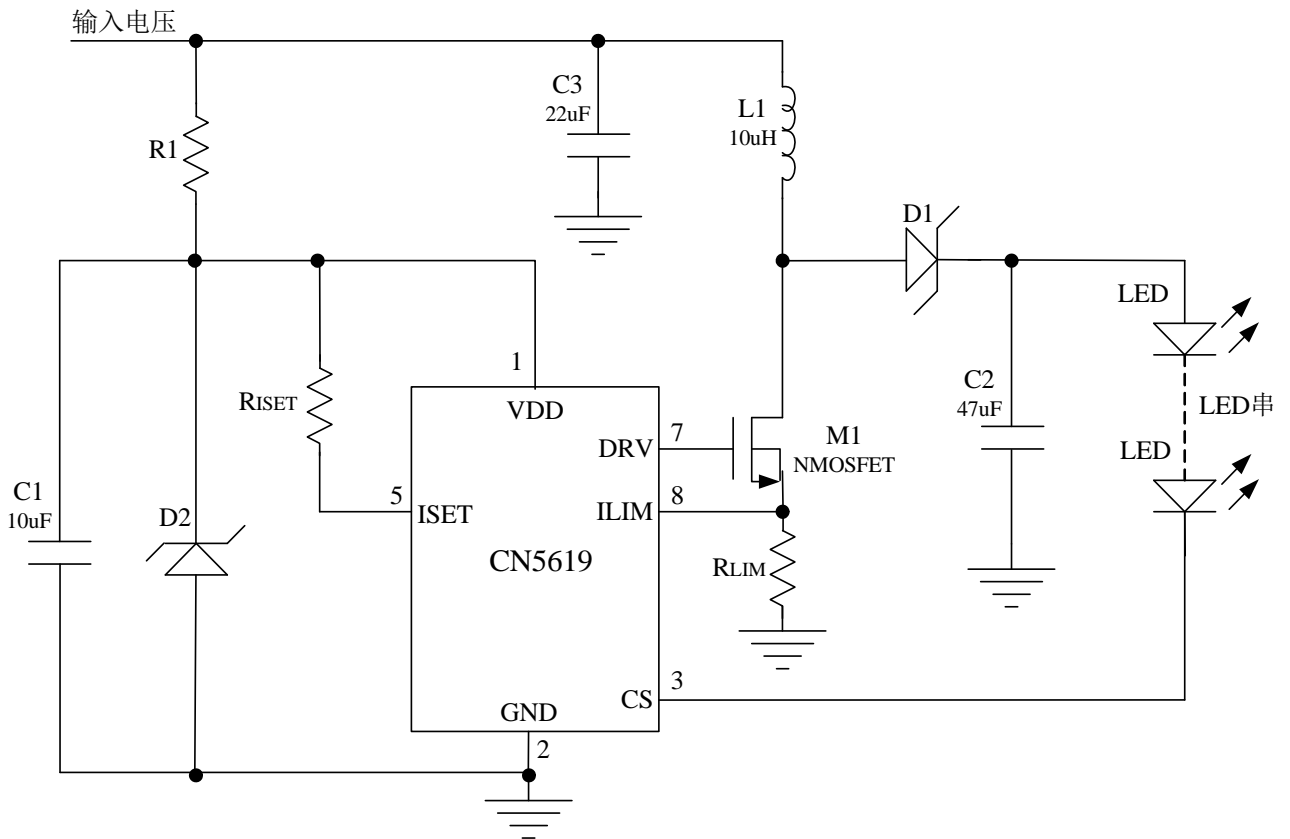 输入电压
C3
22uF
L1
10uH
R1
D1
LED
1
RISET
VDD
C2
47uF
LED串
DRV
7
M1
NMOSFET
LED
C1
10uF
5
ISET
ILIM
8
D2
CN5619
RLIM
CS
3
GND
2